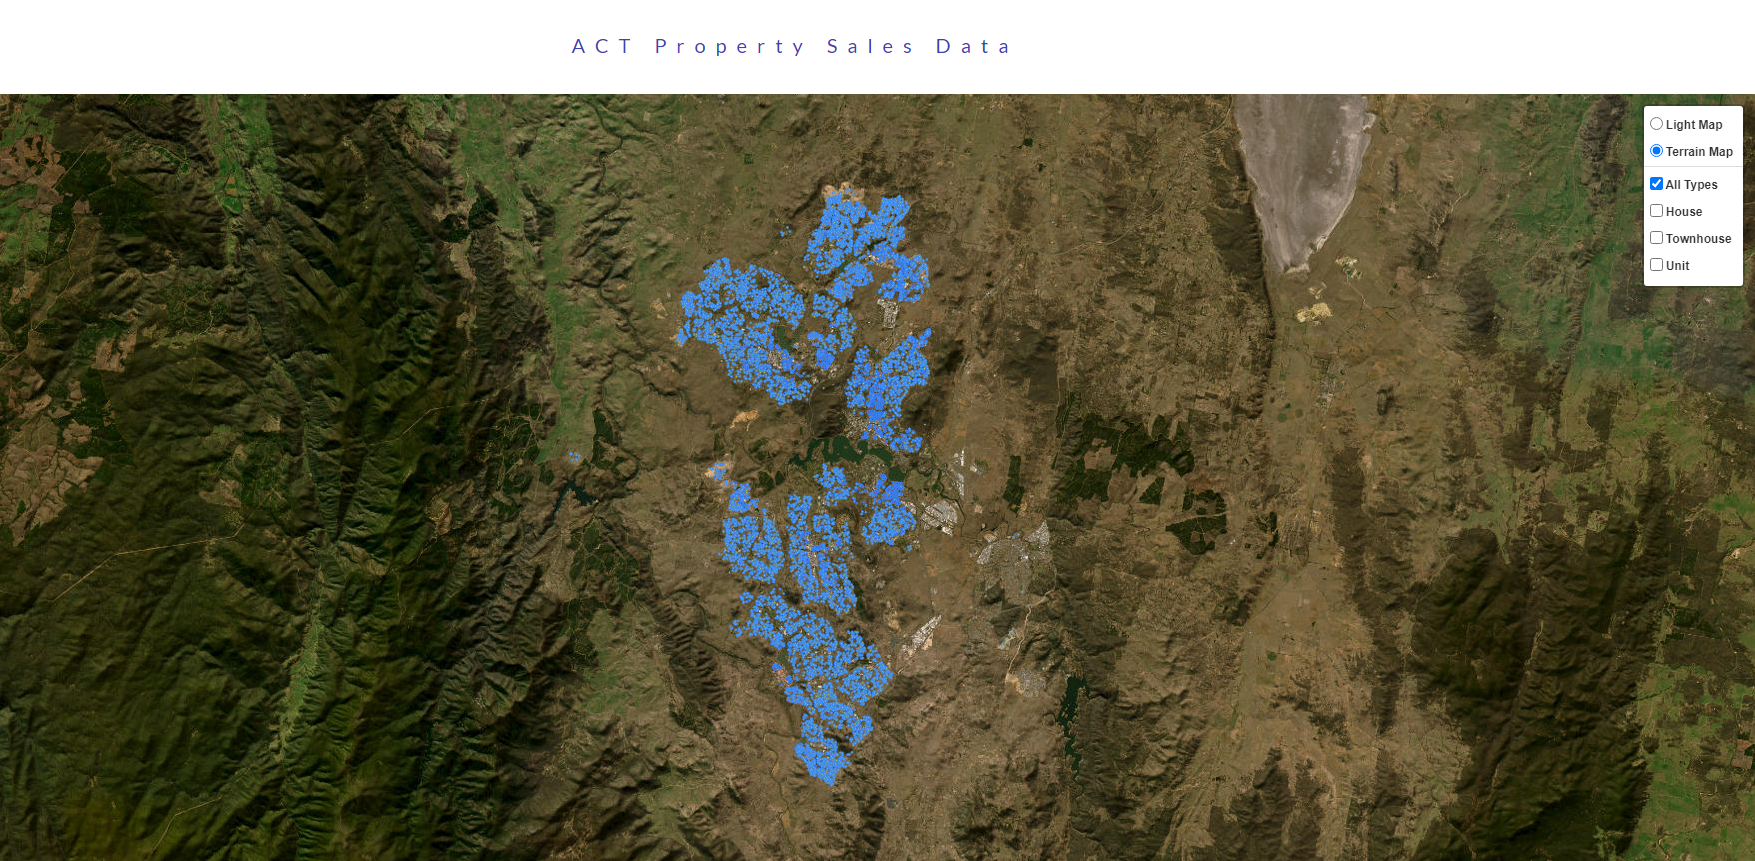 ACT Property Sales Data
Light Map
Terrain Map
All Types
House
Townhouse
Unit